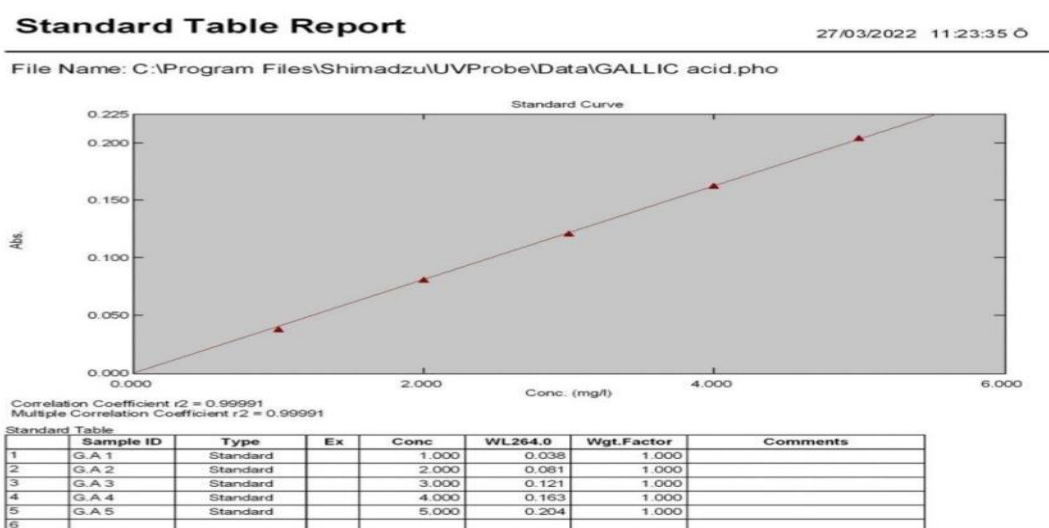 Standard Table Report
27/03/2022 11:23:35 Ö
File Name: C:\Program Files\Shimadzu\UVProbe\Data\GALLIC acid.pho
Standard Curve
0.225
0.200
0.150
0.100
0.050
0.000
Abs.
0.000 2.000 4.000 6.000
Conc. (mg/l)
Correlation Coefficient r2 = 0.99991
Multiple Correlation Coefficient r2 = 0.99991
Standard Table
Sample ID Type Ex Conc WL264.0 Wgt.Factor Comments
1 G.A 1 Standard 1.000 0.038 1.000
2 G.A 2 Standard 2.000 0.081 1.000
3 G.A 3 Standard 3.000 0.121 1.000
4 G.A 4 Standard 4.000 0.163 1.000
5 G.A 5 Standard 5.000 0.204 1.000
6